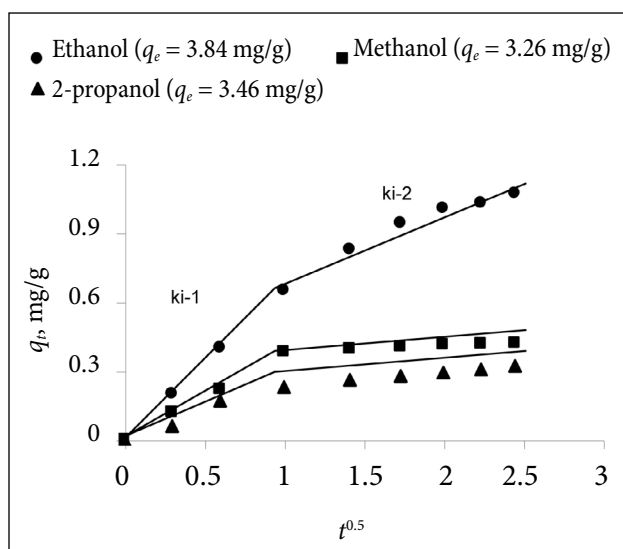 ● Ethanol (qe = 3.84 mg/g) ■ Methanol (qe = 3.26 mg/g)
▲ 2-propanol (qe = 3.46 mg/g)
1.2
0.9
0.6
0.3
0
qt, mg/g
ki-1
ki-2
0 0.5 1 1.5 2 2.5 3
t0.5